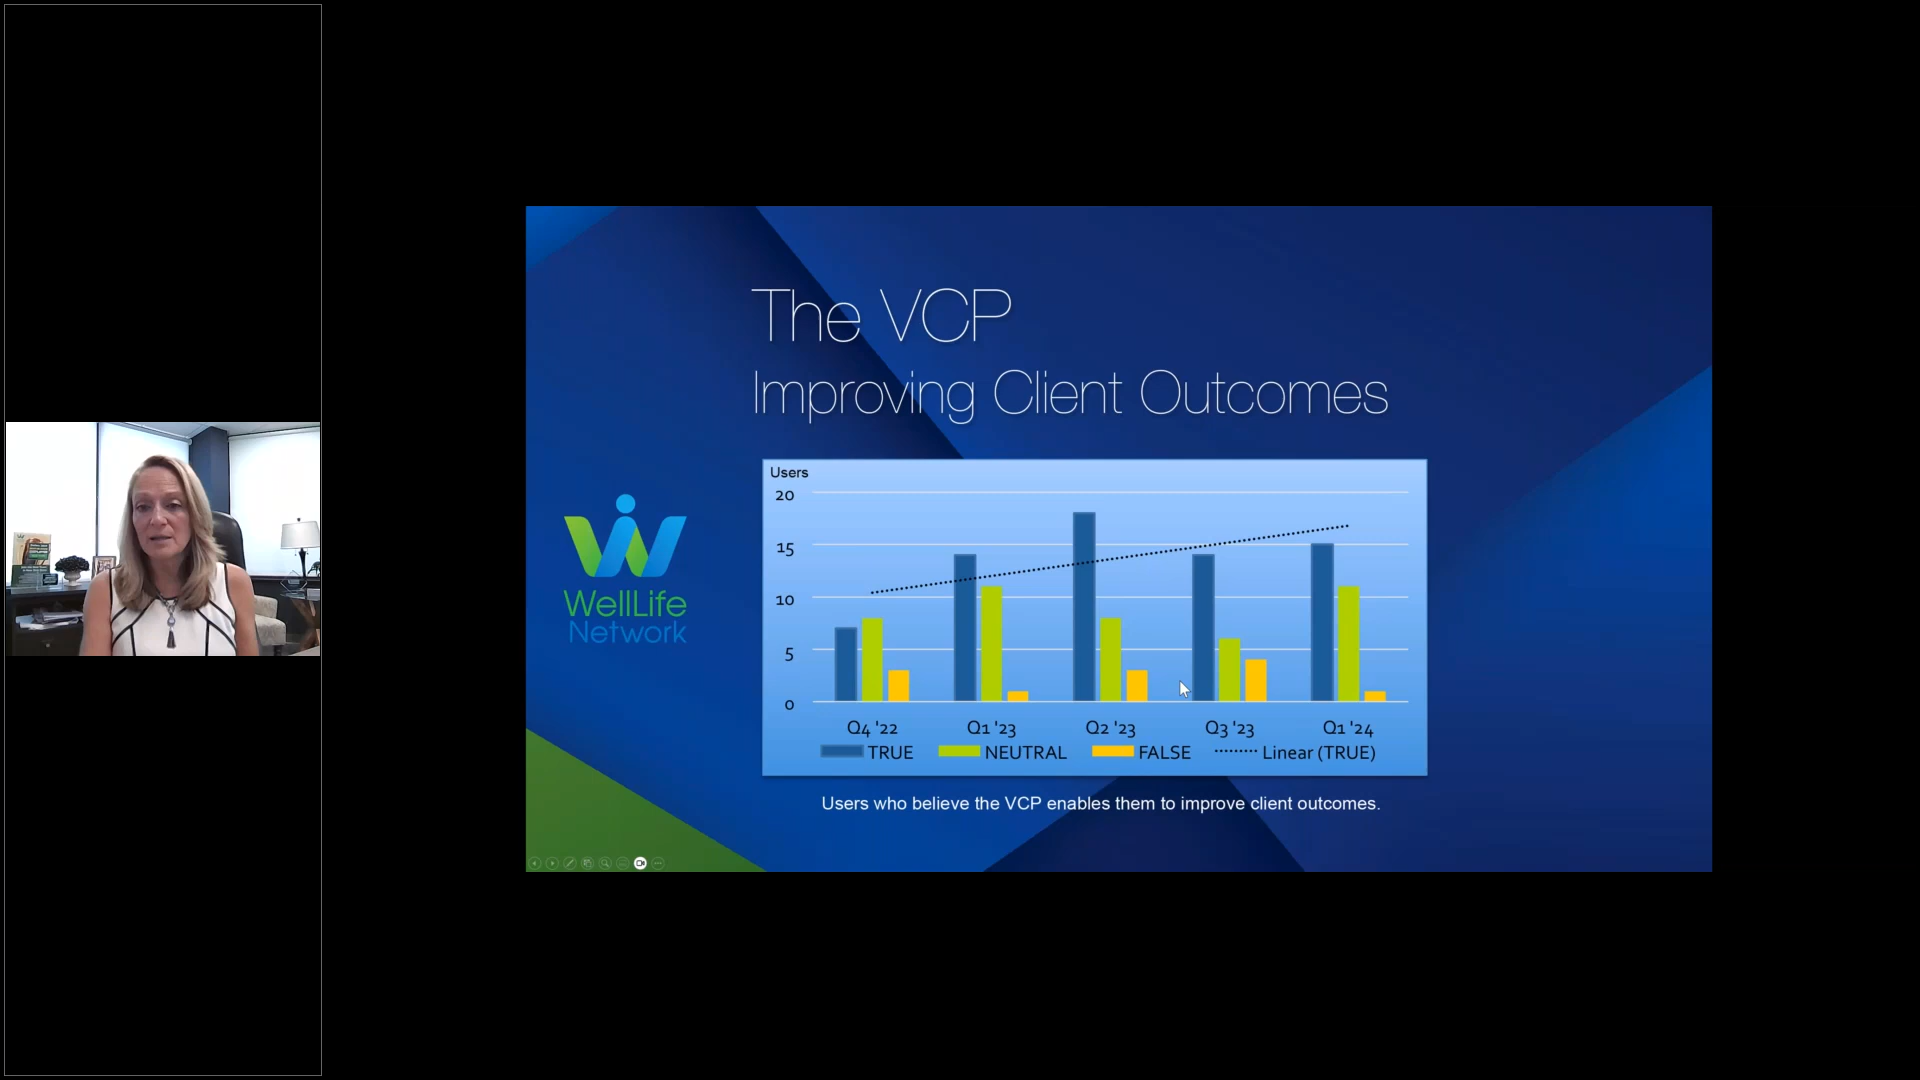 The VCP
Improving Client Outcomes
WellLife
Network
Users
20
15
10
5
0
Q4 '22
Q1 '23
Q2 '23
Q3 '23
Q1 '24
TRUE
NEUTRAL
FALSE
Linear (TRUE)
Users who believe the VCP enables them to improve client outcomes.